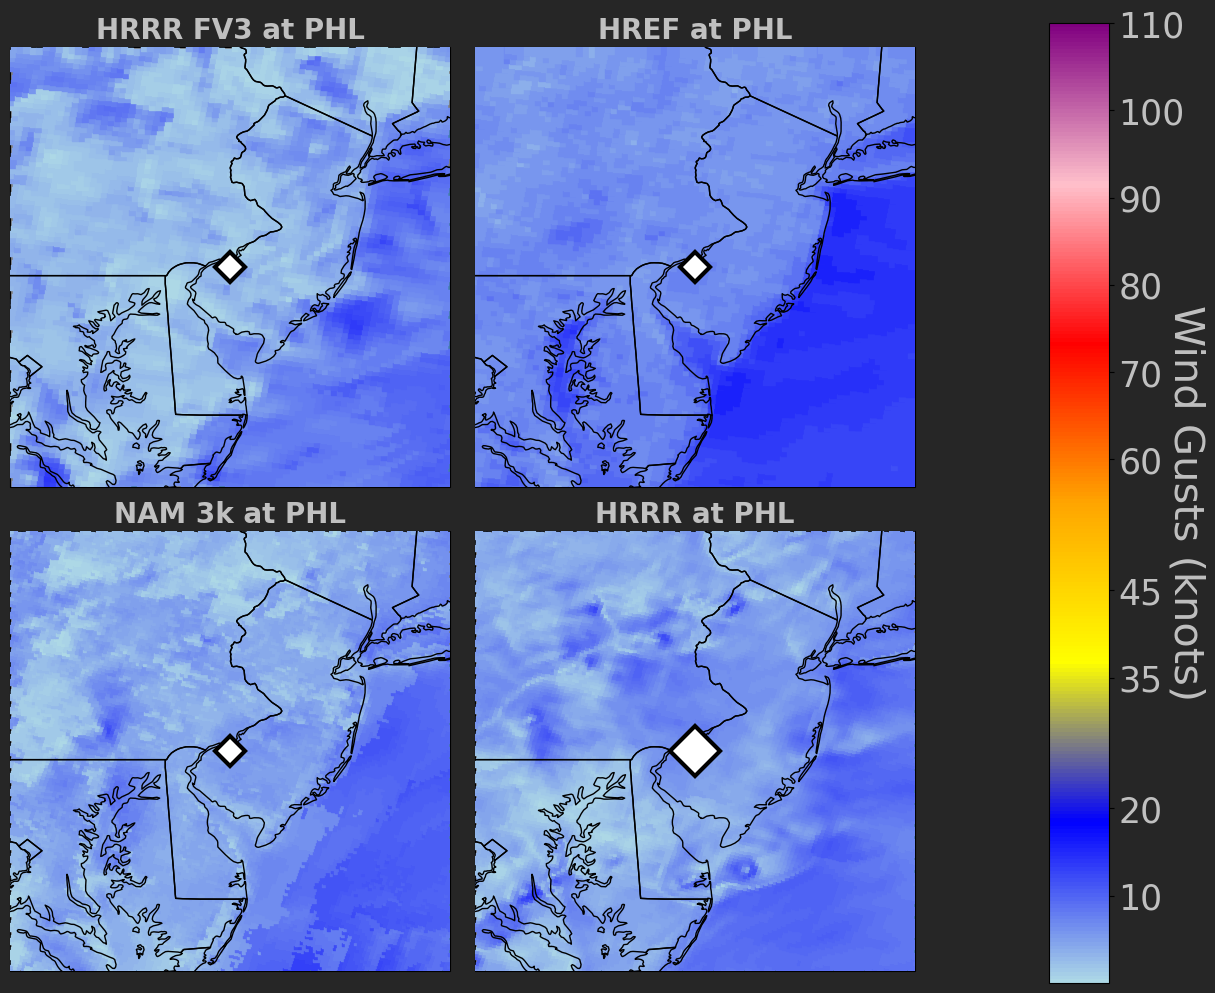 HRRR FV3 at PHL
HREF at PHL
NAM 3k at PHL
HRRR at PHL
110
100
90
80
70
60
45
35
20
10
Wind Gusts (knots)